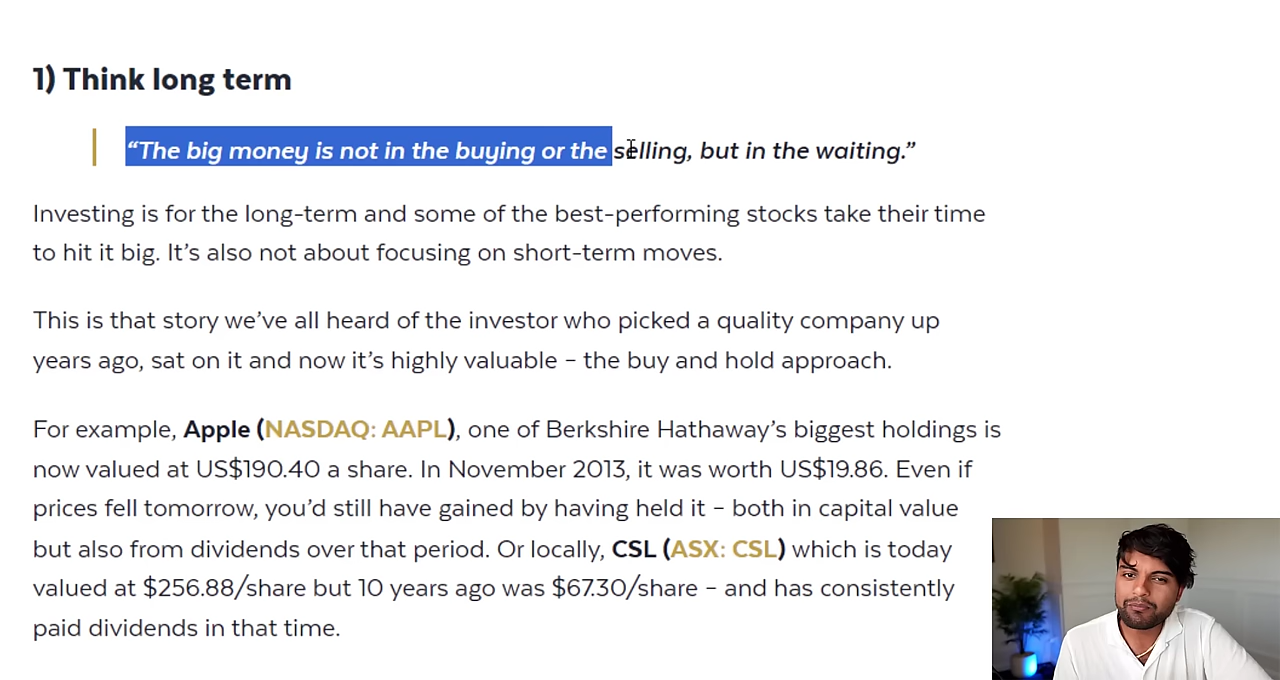 1) Think long term
“The big money is not in the buying or the selling, but in the waiting.”
Investing is for the long-term and some of the best-performing stocks take their time
to hit it big. It’s also not about focusing on short-term moves.
This is that story we’ve all heard of the investor who picked a quality company up
years ago, sat on it and now it’s highly valuable – the buy and hold approach.
For example, Apple (NASDAQ: AAPL), one of Berkshire Hathaway’s biggest holdings is
now valued at US$190.40 a share. In November 2013, it was worth US$19.86. Even if
prices fell tomorrow, you’d still have gained by having held it – both in capital value
but also from dividends over that period. Or locally, CSL (ASX: CSL) which is today
valued at $256.88/share but 10 years ago was $67.30/share – and has consistently
paid dividends in that time.